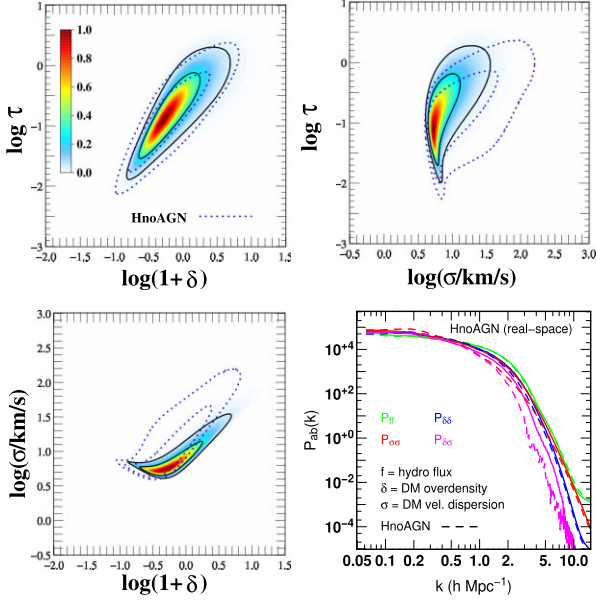 log τ
1
0
-1
-2
-3
1.0
0.8
0.6
0.4
0.2
0.0
HnoAGN
-2.0 -1.5 -1.0 -0.5 0.0 0.5 1.0 1.5
log(1+δ)
log τ
1
0
-1
-2
-3
-0.5 0.0 0.5 1.0 1.5 2.0 2.5 3.0
log(σ/km/s)
log(σ/km/s)
3.0
2.5
2.0
1.5
1.0
0.5
0.0
-0.5
-2.0 -1.5 -1.0 -0.5 0.0 0.5 1.0 1.5
log(1+δ)
P_ab(k)
10^+4
10^+2
10^+0
10^−2
10^−4
HnoAGN (real−space)
P_ff P_δδ
P_σσ P_δσ
f = hydro flux
δ = DM overdensity
σ = DM vel. dispersion
HnoAGN
0.05 0.2 1.0 2. 5. 10.0
k (h Mpc^−1)